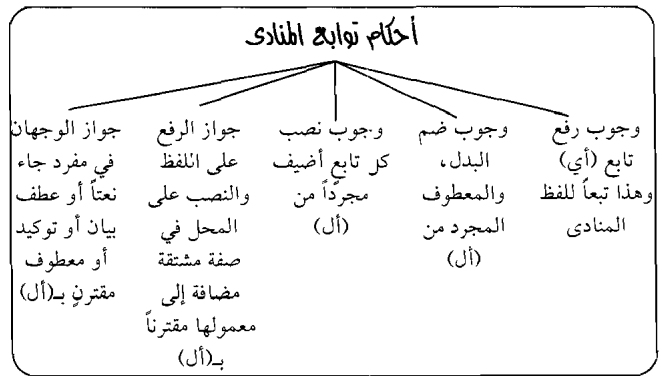 أحكام توابع المنادى
وجوب رفع
تابع (أي)
وهذا تبعاً للفظ
المنادى
وجوب ضم
البدل،
والمعطوف
المجرد من
(أل)
وجوب نصب
كل تابع أضيف
مجرّداً من
(أل)
جواز الرفع
على اللفظ
والنصب على
المحل في
صفة مشتقة
مضافة إلى
معمولها مقترناً
بـ(أل)
جواز الوجهان
في مفرد جاء
نعتاً أو عطف
بيان أو توكيد
أو معطوف
مقترنٍ بـ(أل)